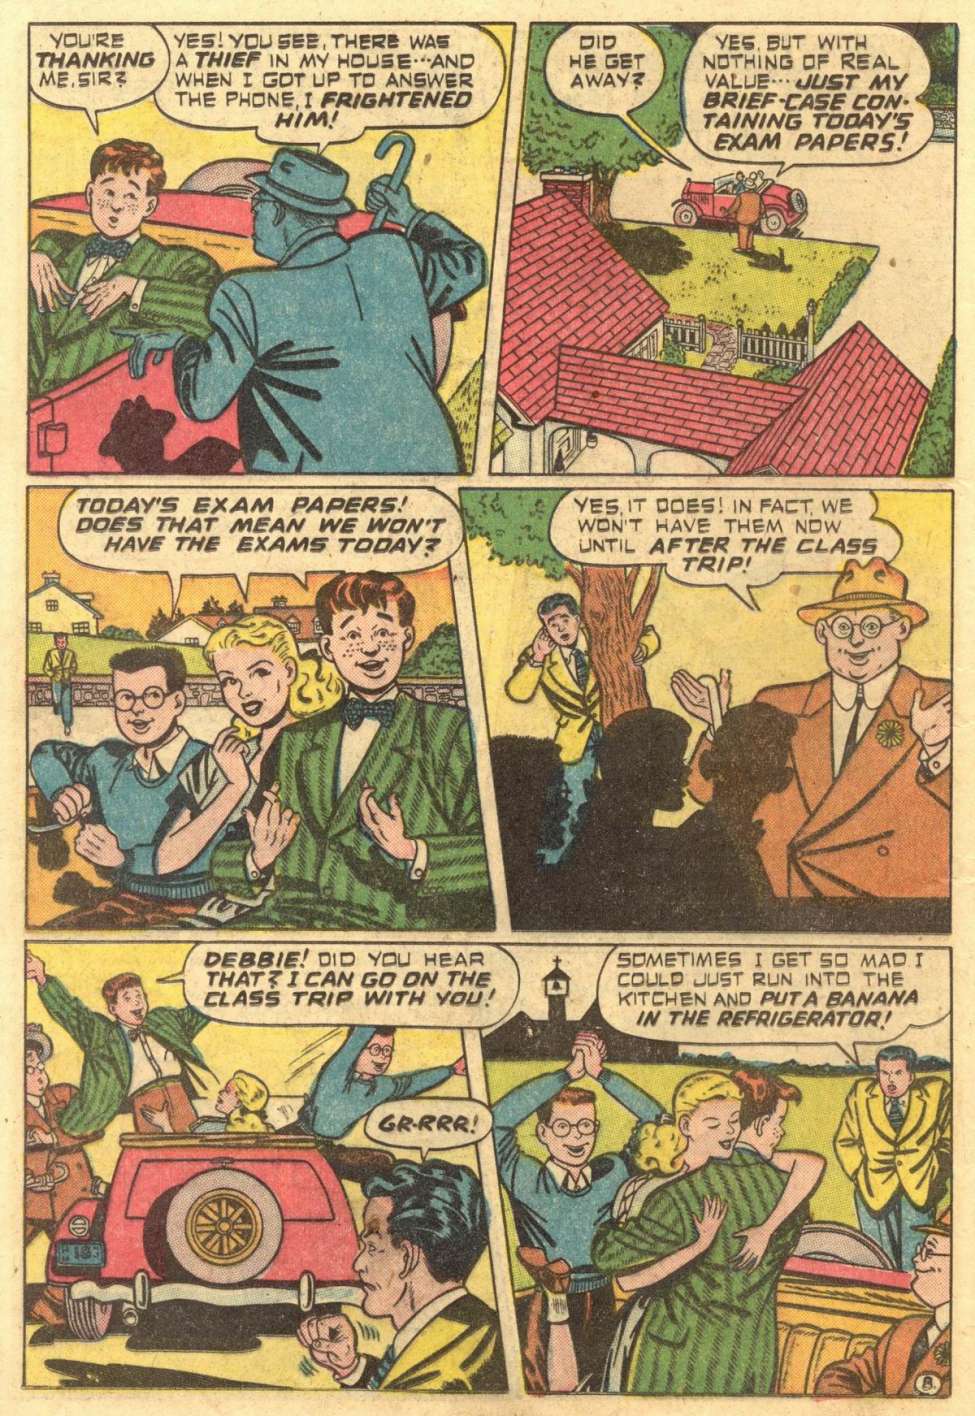 YOU'RE
THANKING
ME, SIR?
YES! YOU SEE, THERE WAS
A THIEF IN MY HOUSE---AND
WHEN I GOT UP TO ANSWER
THE PHONE, I FRIGHTENED
HIM!
DID
HE GET
AWAY?
YES, BUT WITH
NOTHING OF REAL
VALUE--- JUST MY
BRIEF-CASE CON-
TAINING TODAY'S
EXAM PAPERS!
TODAY'S EXAM PAPERS!
DOES THAT MEAN WE WON'T
HAVE THE EXAMS TODAY?
YES, IT DOES! IN FACT, WE
WON'T HAVE THEM NOW
UNTIL AFTER THE CLASS
TRIP!
DEBBIE! DID YOU HEAR
THAT? I CAN GO ON THE
CLASS TRIP WITH YOU!
GR-RRR!
SOMETIMES I GET SO MAD I
COULD JUST RUN INTO THE
KITCHEN AND PUT A BANANA
IN THE REFRIGERATOR!
8